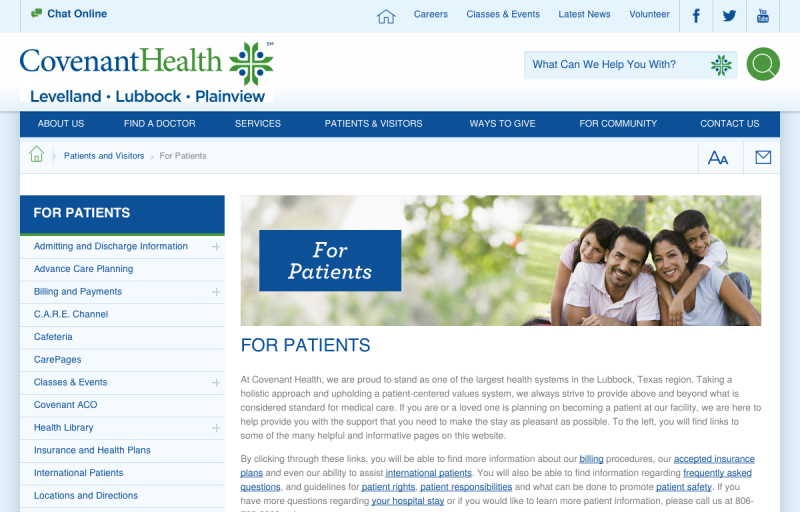 Chat Online
Careers
Classes & Events
Latest News
Volunteer
You
Tube
CovenantHealth SM
Levelland • Lubbock • Plainview
What Can We Help You With?
ABOUT US
FIND A DOCTOR
SERVICES
PATIENTS & VISITORS
WAYS TO GIVE
FOR COMMUNITY
CONTACT US
Patients and Visitors › For Patients
AA
FOR PATIENTS
Admitting and Discharge Information
Advance Care Planning
Billing and Payments
C.A.R.E. Channel
Cafeteria
CarePages
Classes & Events
Covenant ACO
Health Library
Insurance and Health Plans
International Patients
Locations and Directions
For
Patients
FOR PATIENTS
At Covenant Health, we are proud to stand as one of the largest health systems in the Lubbock, Texas region. Taking a
holistic approach and upholding a patient-centered values system, we always strive to provide above and beyond what is
considered standard for medical care. If you are or a loved one is planning on becoming a patient at our facility, we are here to
help provide you with the support that you need to make the stay as pleasant as possible. To the left, you will find links to
some of the many helpful and informative pages on this website.
By clicking through these links, you will be able to find more information about our billing procedures, our accepted insurance
plans and even our ability to assist international patients. You will also be able to find information regarding frequently asked
questions, and guidelines for patient rights, patient responsibilities and what can be done to promote patient safety. If you
have more questions regarding your hospital stay or if you would like to learn more patient information, please call us at 806-